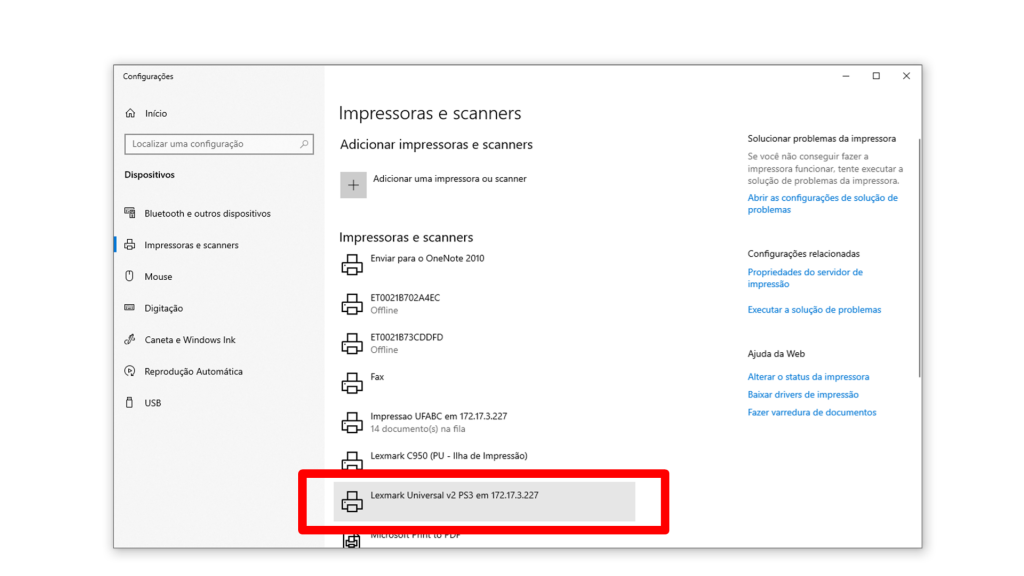 Configurações
Início
Localizar uma configuração
Dispositivos
Bluetooth e outros dispositivos
Impressoras e scanners
Mouse
Digitação
Caneta e Windows Ink
Reprodução Automática
USB
Impressoras e scanners
Adicionar impressoras e scanners
Adicionar uma impressora ou scanner
Impressoras e scanners
Enviar para o OneNote 2010
ET0021B702A4EC
Offline
ET0021B73CDDFD
Offline
Fax
Impressao UFABC em 172.17.3.227
14 documento(s) na fila
Lexmark C950 (PU - Ilha de Impressão)
Lexmark Universal v2 PS3 em 172.17.3.227
Microsoft Print to PDF
Solucionar problemas da impressora
Se você não conseguir fazer a
impressora funcionar, tente executar a
solução de problemas da impressora.
Abrir as configurações de solução de
problemas
Configurações relacionadas
Propriedades do servidor de
impressão
Executar a solução de problemas
Ajuda da Web
Alterar o status da impressora
Baixar drivers de impressão
Fazer varredura de documentos